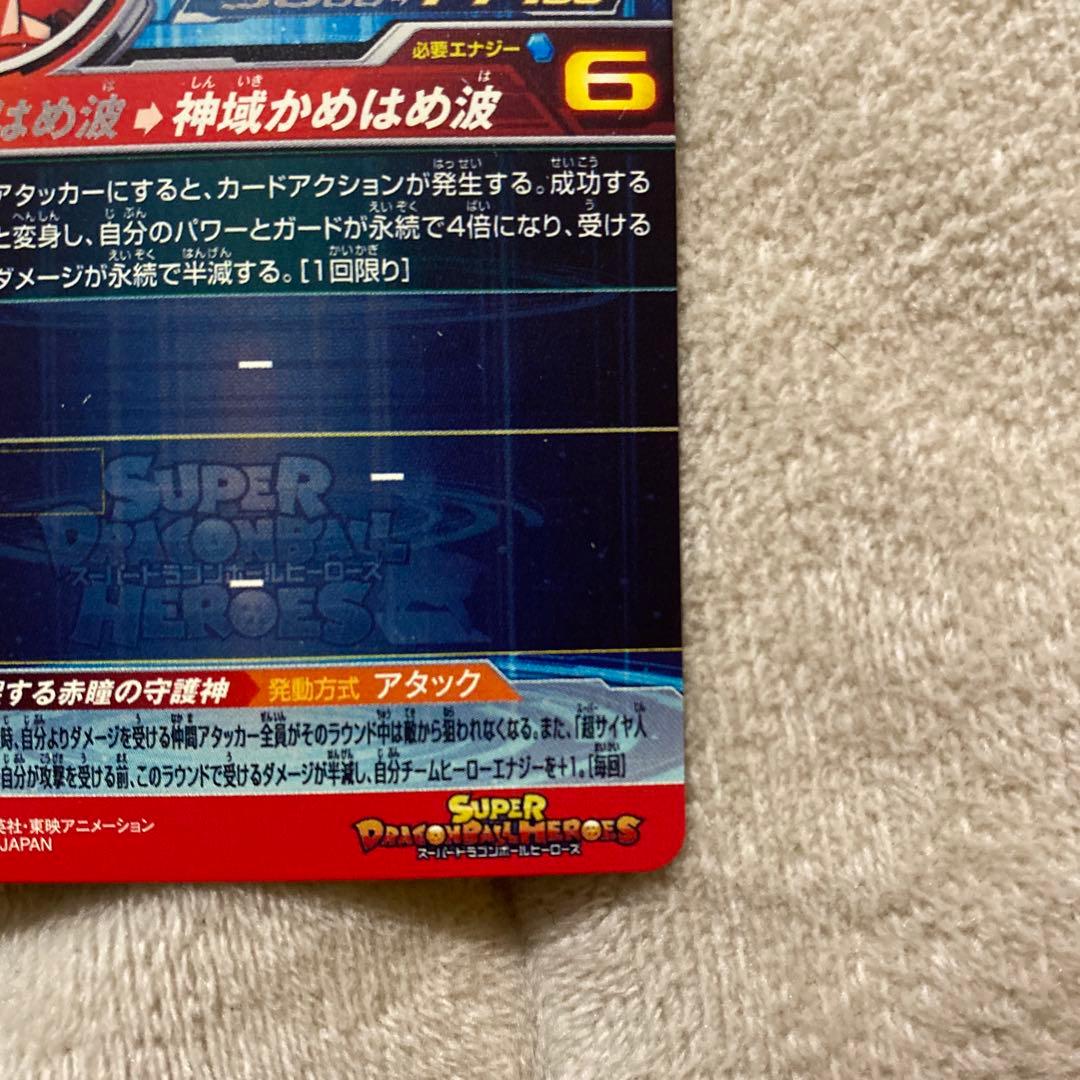 必要エナジー 6
はめ波 → 神域かめはめ波
アタッカーにすると、カードアクションが発生する。成功する
と変身し、自分のパワーとガードが永続で4倍になり、受ける
ダメージが永続で半減する。[1回限り]
ー
ー
SUPER
DRAGONBALL
スーパードラゴンボールヒーローズ
ー
HEROES
する赤瞳の守護神 発動方式 アタック
時、自分よりダメージを受ける仲間アタッカー全員がそのラウンド中は敵から狙われなくなる。また、「超サイヤ人
自分が攻撃を受ける前、このラウンドで受けるダメージが半減し、自分チームヒーローエナジーを+1。[毎回]
英社・東映アニメーション
JAPAN
SUPER
DRAGONBALL HEROES
スーパードラゴンボールヒーローズ